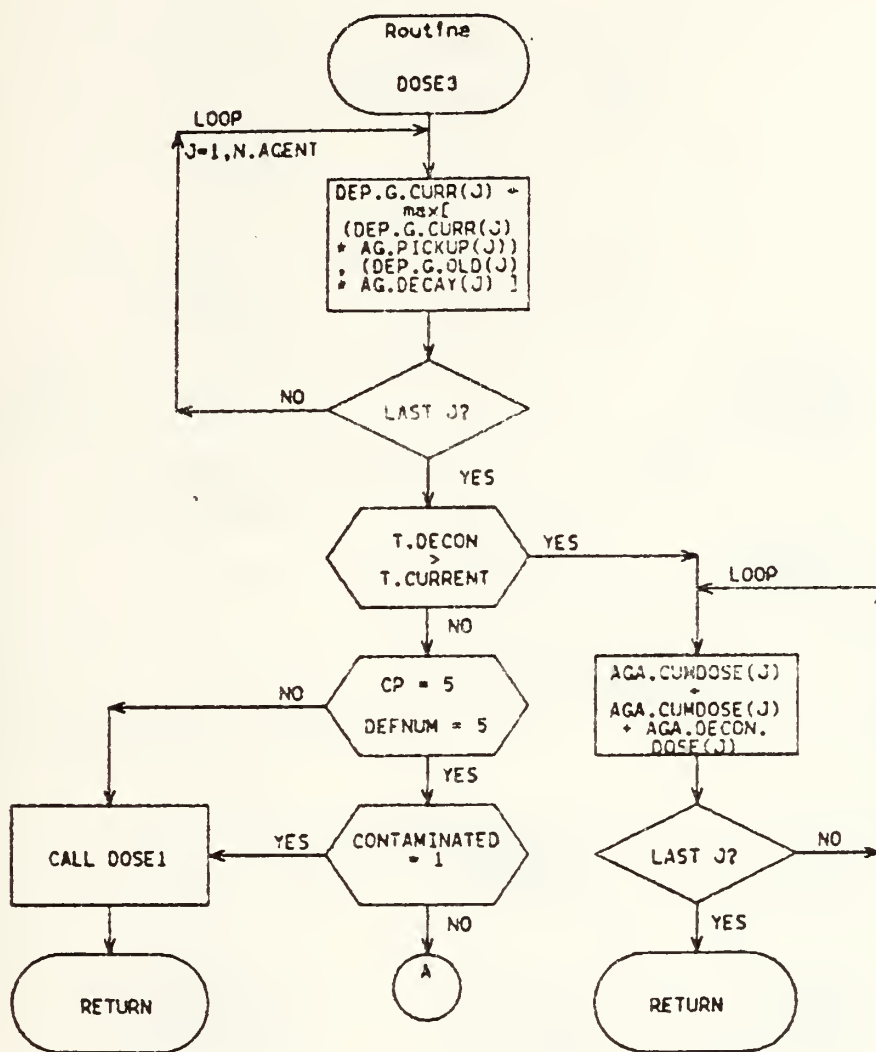 Routine
DOSE3
LOOP
J=1,N.AGENT
DEP.G.CURR(J) ←
max[
(DEP.G.CURR(J)
* AG.PICKUP(J))
, (DEP.G.OLD(J)
* AG.DECAY(J) ]
NO
LAST J?
YES
T.DECON
>
T.CURRENT
YES
LOOP
NO
CP = 5
DEFNUM = 5
NO
YES
AGA.CUMDOSE(J)
←
AGA.CUMDOSE(J)
+ AGA.DECON.
DOSE(J)
CALL DOSE1
YES
CONTAMINATED
= 1
LAST J?
NO
NO
YES
A
RETURN
RETURN